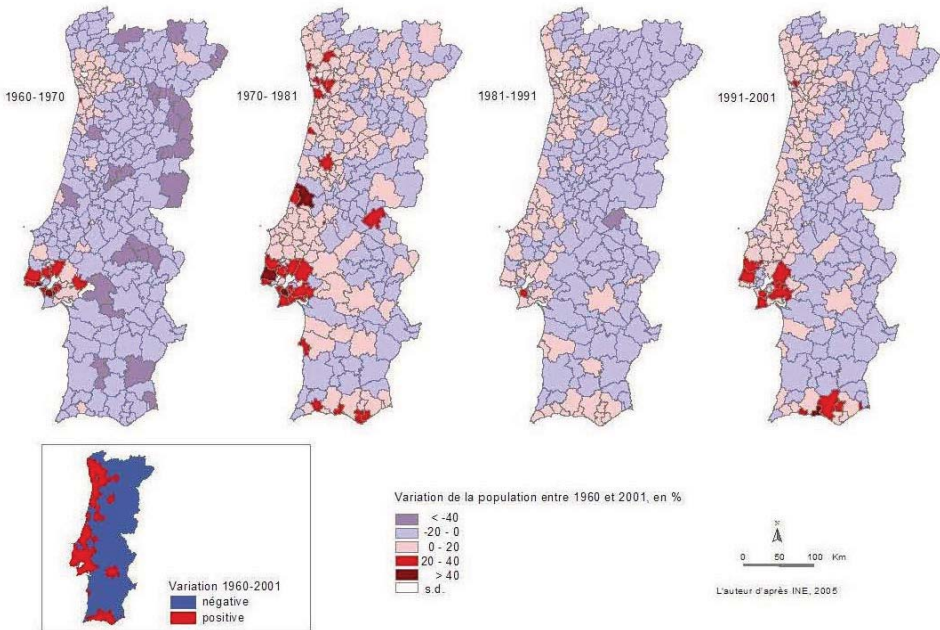 1960-1970
1970- 1981
1981-1991
1991-2001
Variation 1960-2001
négative
positive
Variation de la population entre 1960 et 2001, en %
< -40
-20 - 0
0 - 20
20 - 40
> 40
s.d.
N
0 50 100 Km
L'auteur d'après INE, 2005